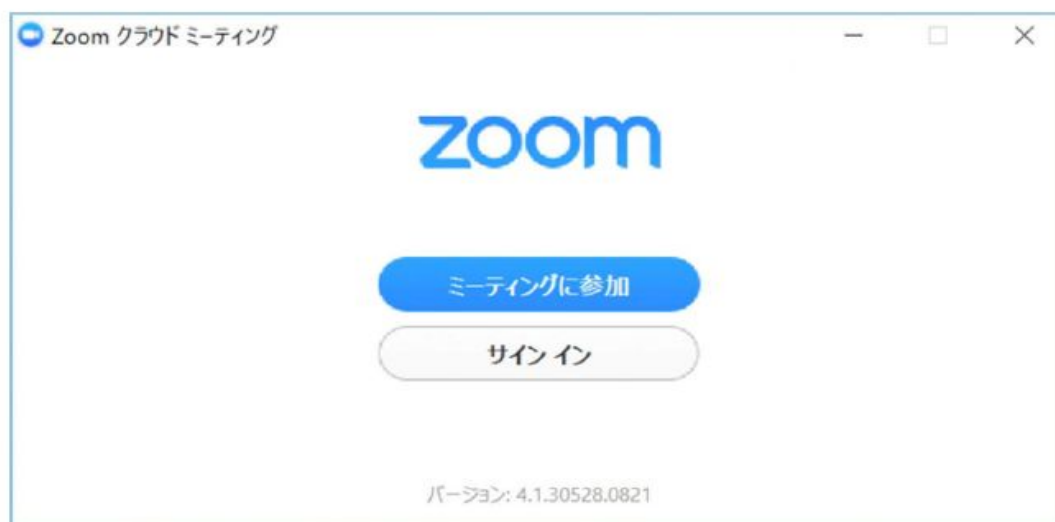 Zoom クラウド ミーティング
zoom
ミーティングに参加
サイン イン
バージョン: 4.1.30528.0821